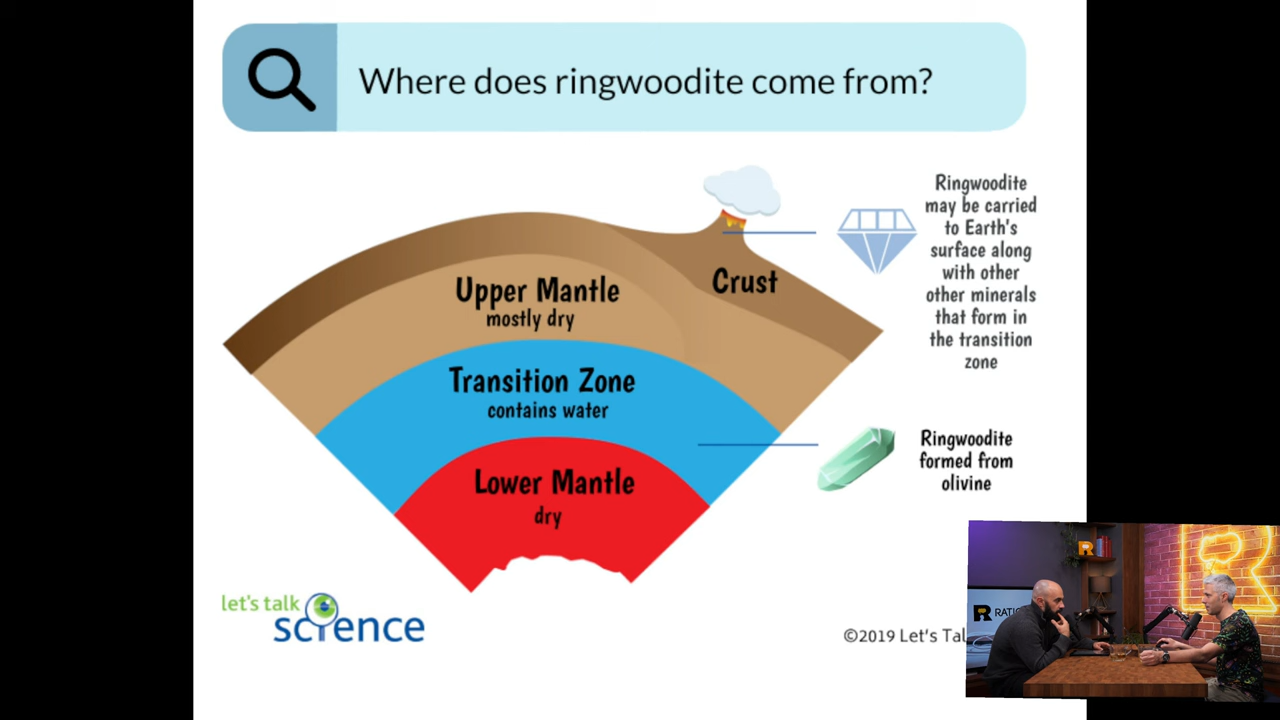 Where does ringwoodite come from?
Ringwoodite
may be carried
to Earth's
surface along
with other
other minerals
that form in
the transition
zone
Crust
Upper Mantle
mostly dry
Transition Zone
contains water
Ringwoodite
formed from
olivine
Lower Mantle
dry
let's talk
science
©2019 Let's
R
R